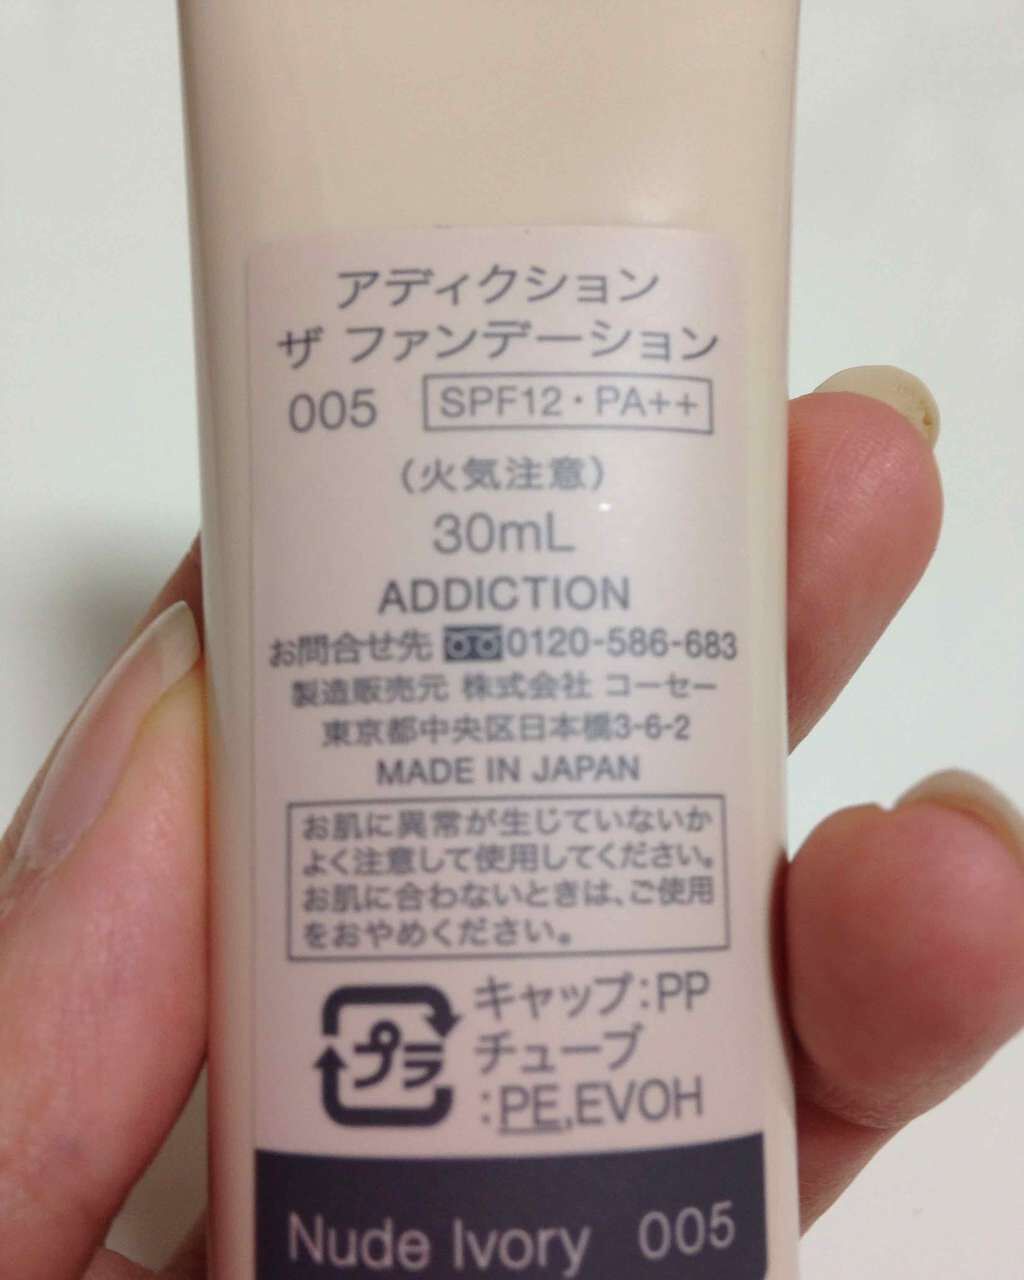 アディクション
ザ ファンデーション
005 SPF12・PA++
（火気注意）
30mL
ADDICTION
お問合せ先 0120-586-683
製造販売元 株式会社 コーセー
東京都中央区日本橋3-6-2
MADE IN JAPAN
お肌に異常が生じていないか
よく注意して使用してください。
お肌に合わないときは、ご使用
をおやめください。
プラ
キャップ:PP
チューブ
:PE,EVOH
Nude Ivory 005